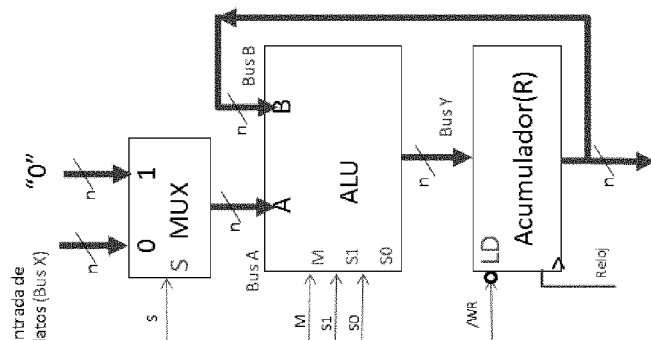 ntrada de
latos (Bus X)
"0"
n
n
0 1
S MUX
s
n
Bus A
A
B
Bus B
n
ALU
M
S1
S0
M
s1
s0
Bus Y
n
LD
Acumulador(R)
/WR
Reloj
n